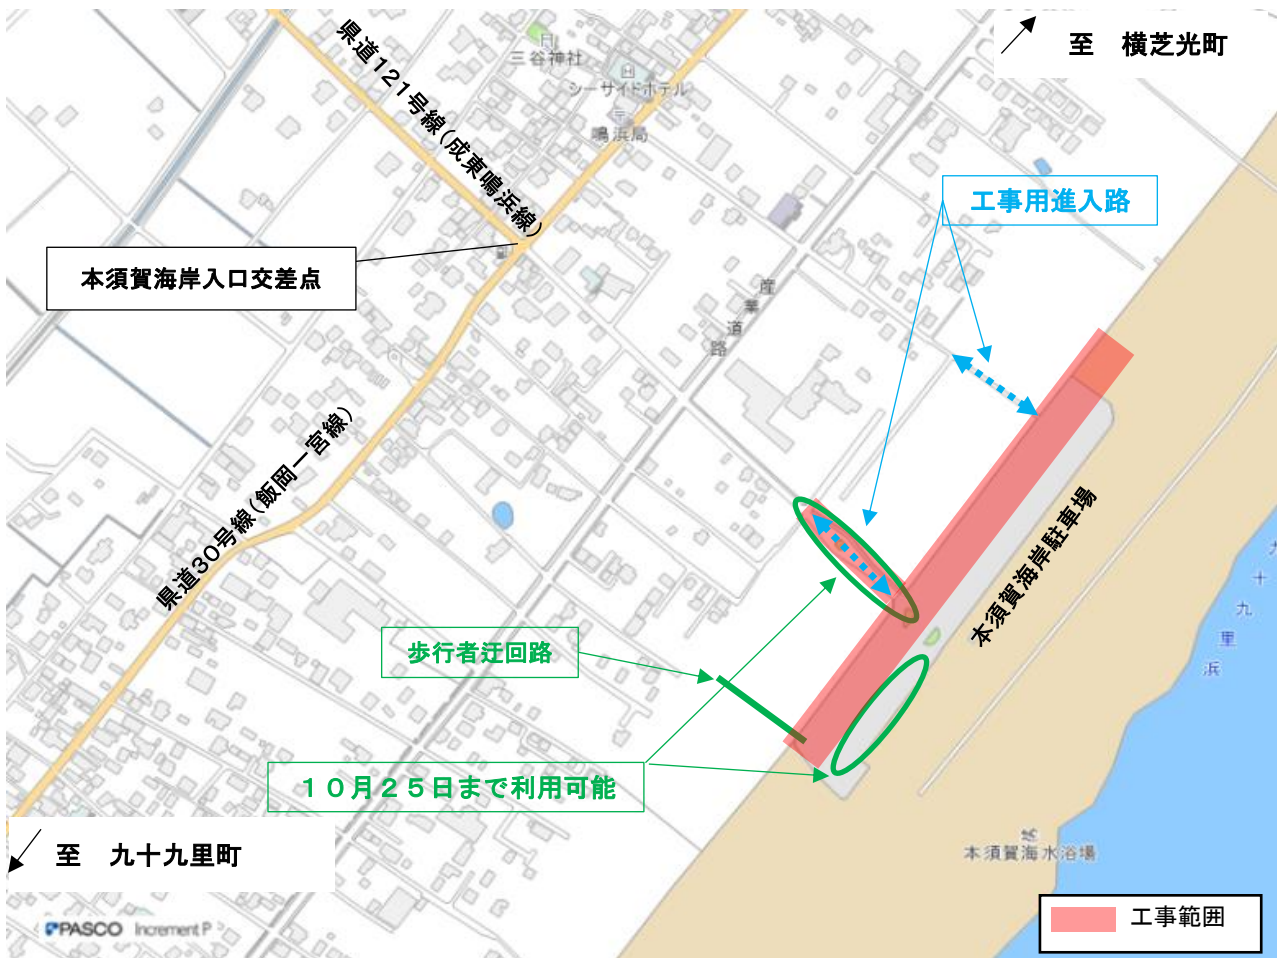 至　横芝光町
県道121号線(成東鳴浜線)
三谷神社
シーサイドホテル
鳴浜局
工事用進入路
本須賀海岸入口交差点
産業道路
県道30号線(飯岡一宮線)
本須賀海岸駐車場
九十九里浜
歩行者迂回路
１０月２５日まで利用可能
至　九十九里町
本須賀海水浴場
工事範囲
PASCO Increment P